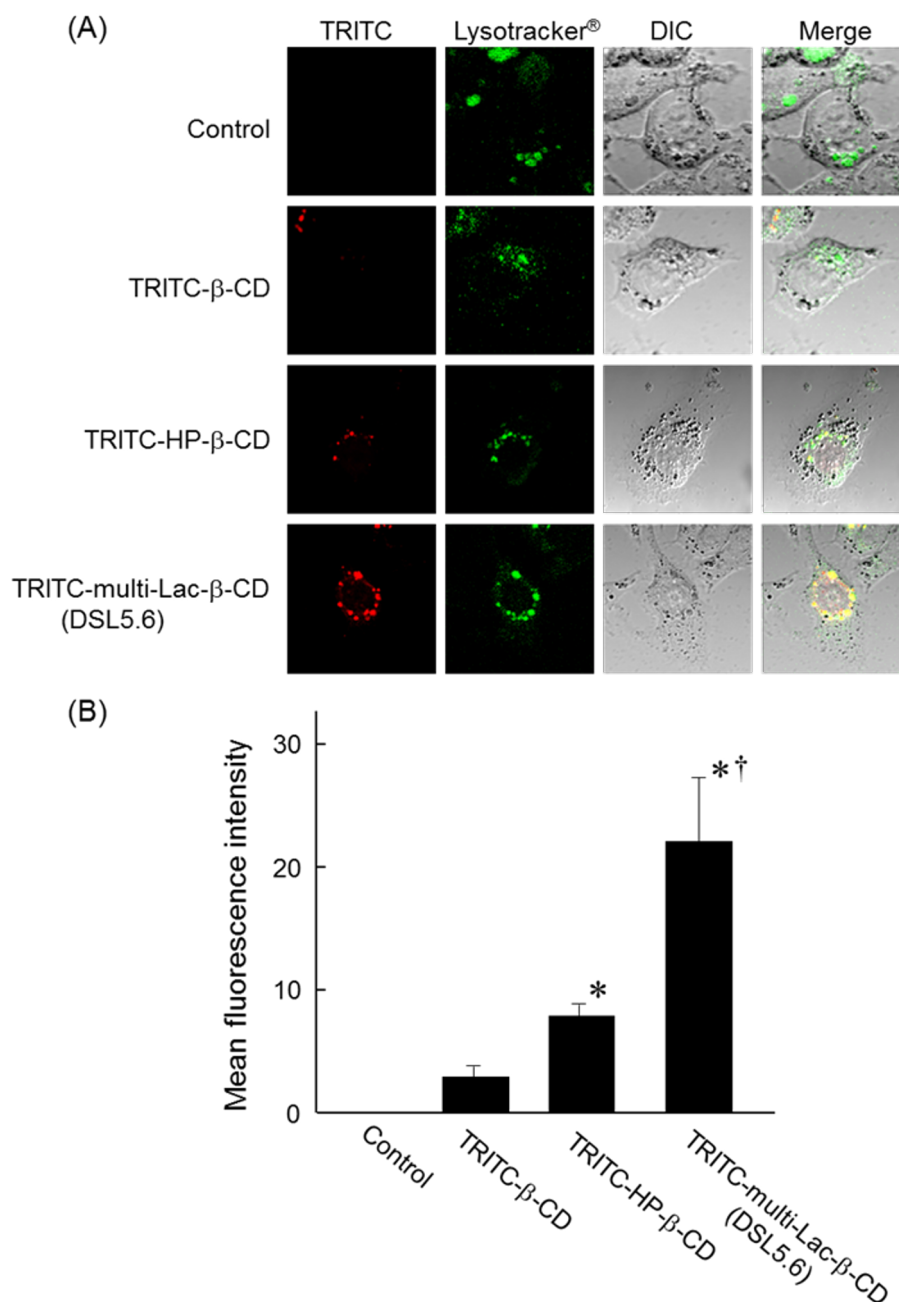 (A)
TRITC Lysotracker® DIC Merge
Control
TRITC-β-CD
TRITC-HP-β-CD
TRITC-multi-Lac-β-CD
(DSL5.6)
(B)
Mean fluorescence intensity
30
20
10
0
*
*†
Control
TRITC-β-CD
TRITC-HP-β-CD
TRITC-multi-Lac-β-CD
(DSL5.6)